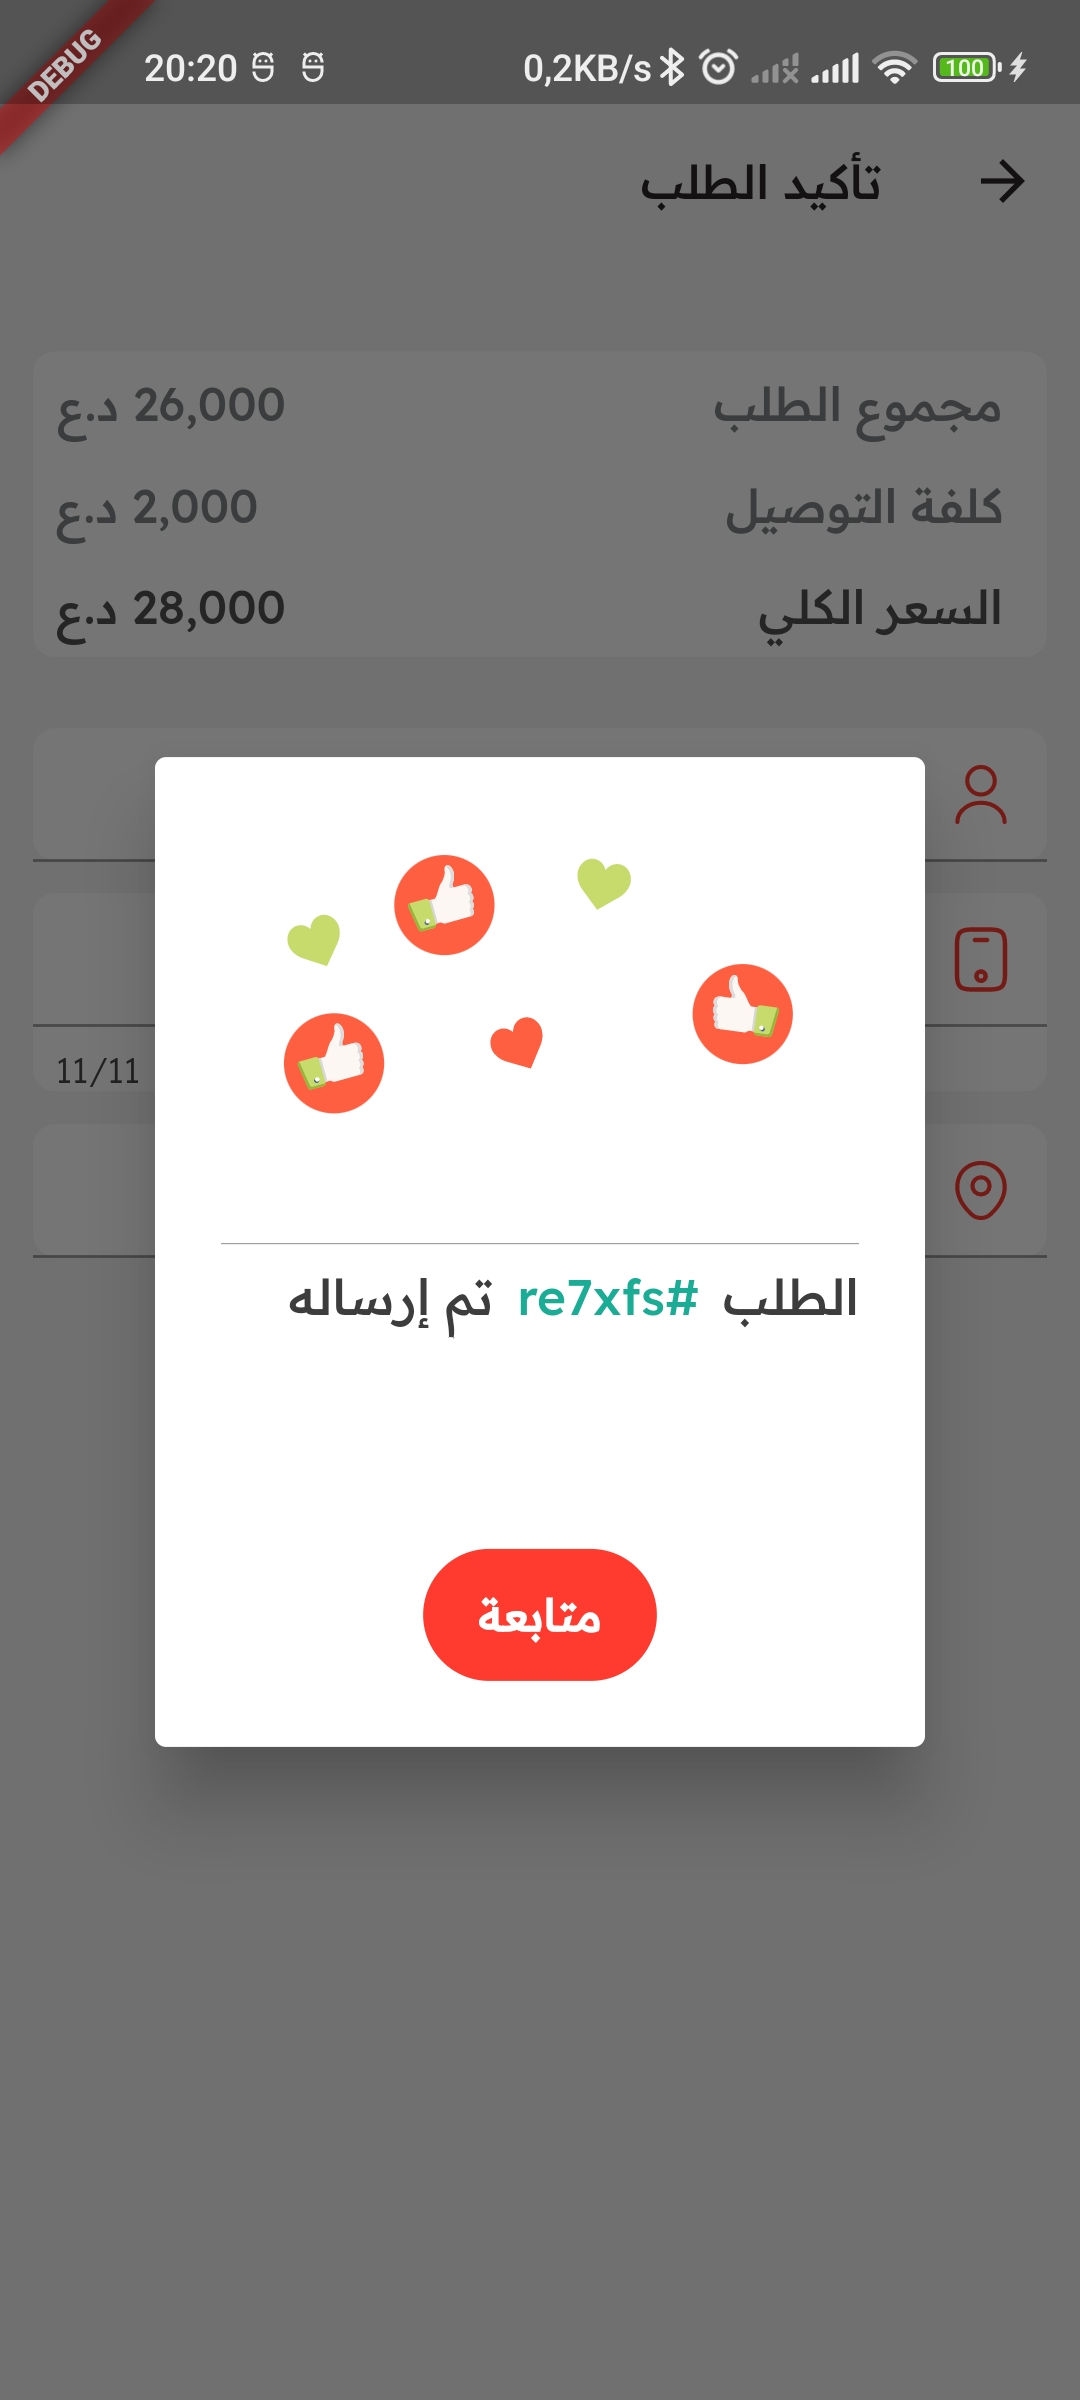 DEBUG
20:20 0,2KB/s 100
تأكيد الطلب
مجموع الطلب 26,000 د.ع
كلفة التوصيل 2,000 د.ع
السعر الكلي 28,000 د.ع
11/11
الطلب #re7xfs تم إرساله
متابعة